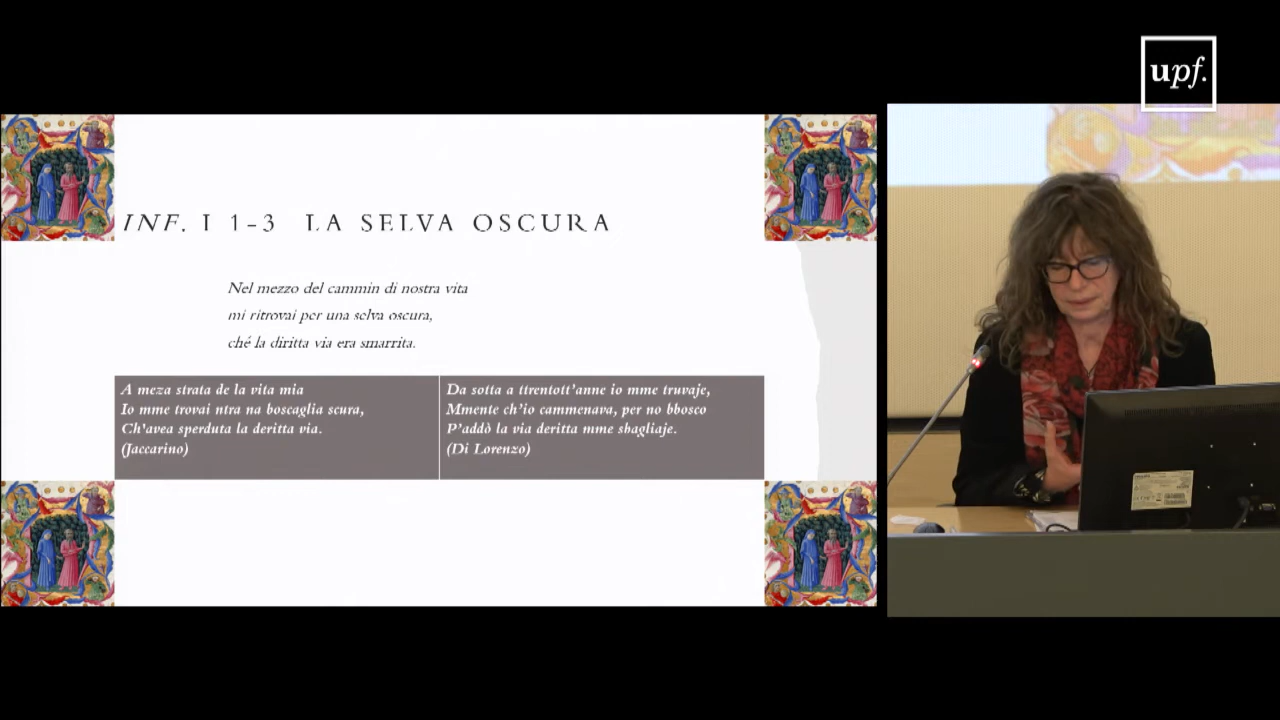 upf.
INF. I 1-3 LA SELVA OSCURA
Nel mezzo del cammin di nostra vita
mi ritrovai per una selva oscura,
ché la diritta via era smarrita.
A meza strata de la vita mia
Io mme trovai ntra na boscaglia scura,
Ch'avea sperduta la deritta via.
(Jaccarino)
Da sotta a ttrentott'anne io mme truvaje,
Mmente ch'io cammenava, per no bbosco
P'addò la via deritta mme sbagliaje.
(Di Lorenzo)